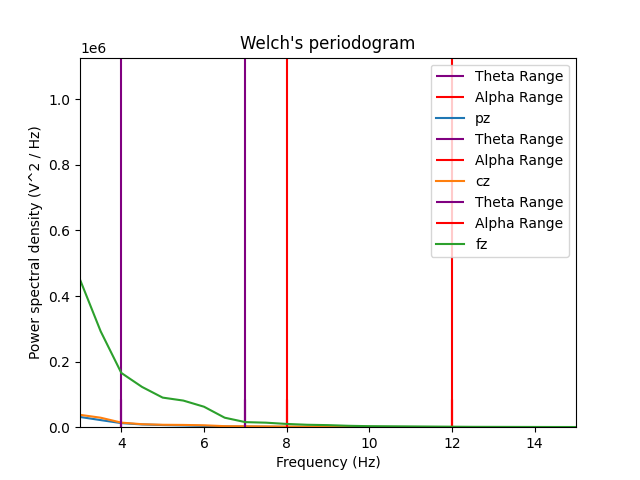 Welch's periodogram
1e6
Theta Range
Alpha Range
pz
Theta Range
Alpha Range
cz
Theta Range
Alpha Range
fz
1.0
0.8
0.6
0.4
0.2
0.0
Power spectral density (V^2 / Hz)
4 6 8 10 12 14
Frequency (Hz)